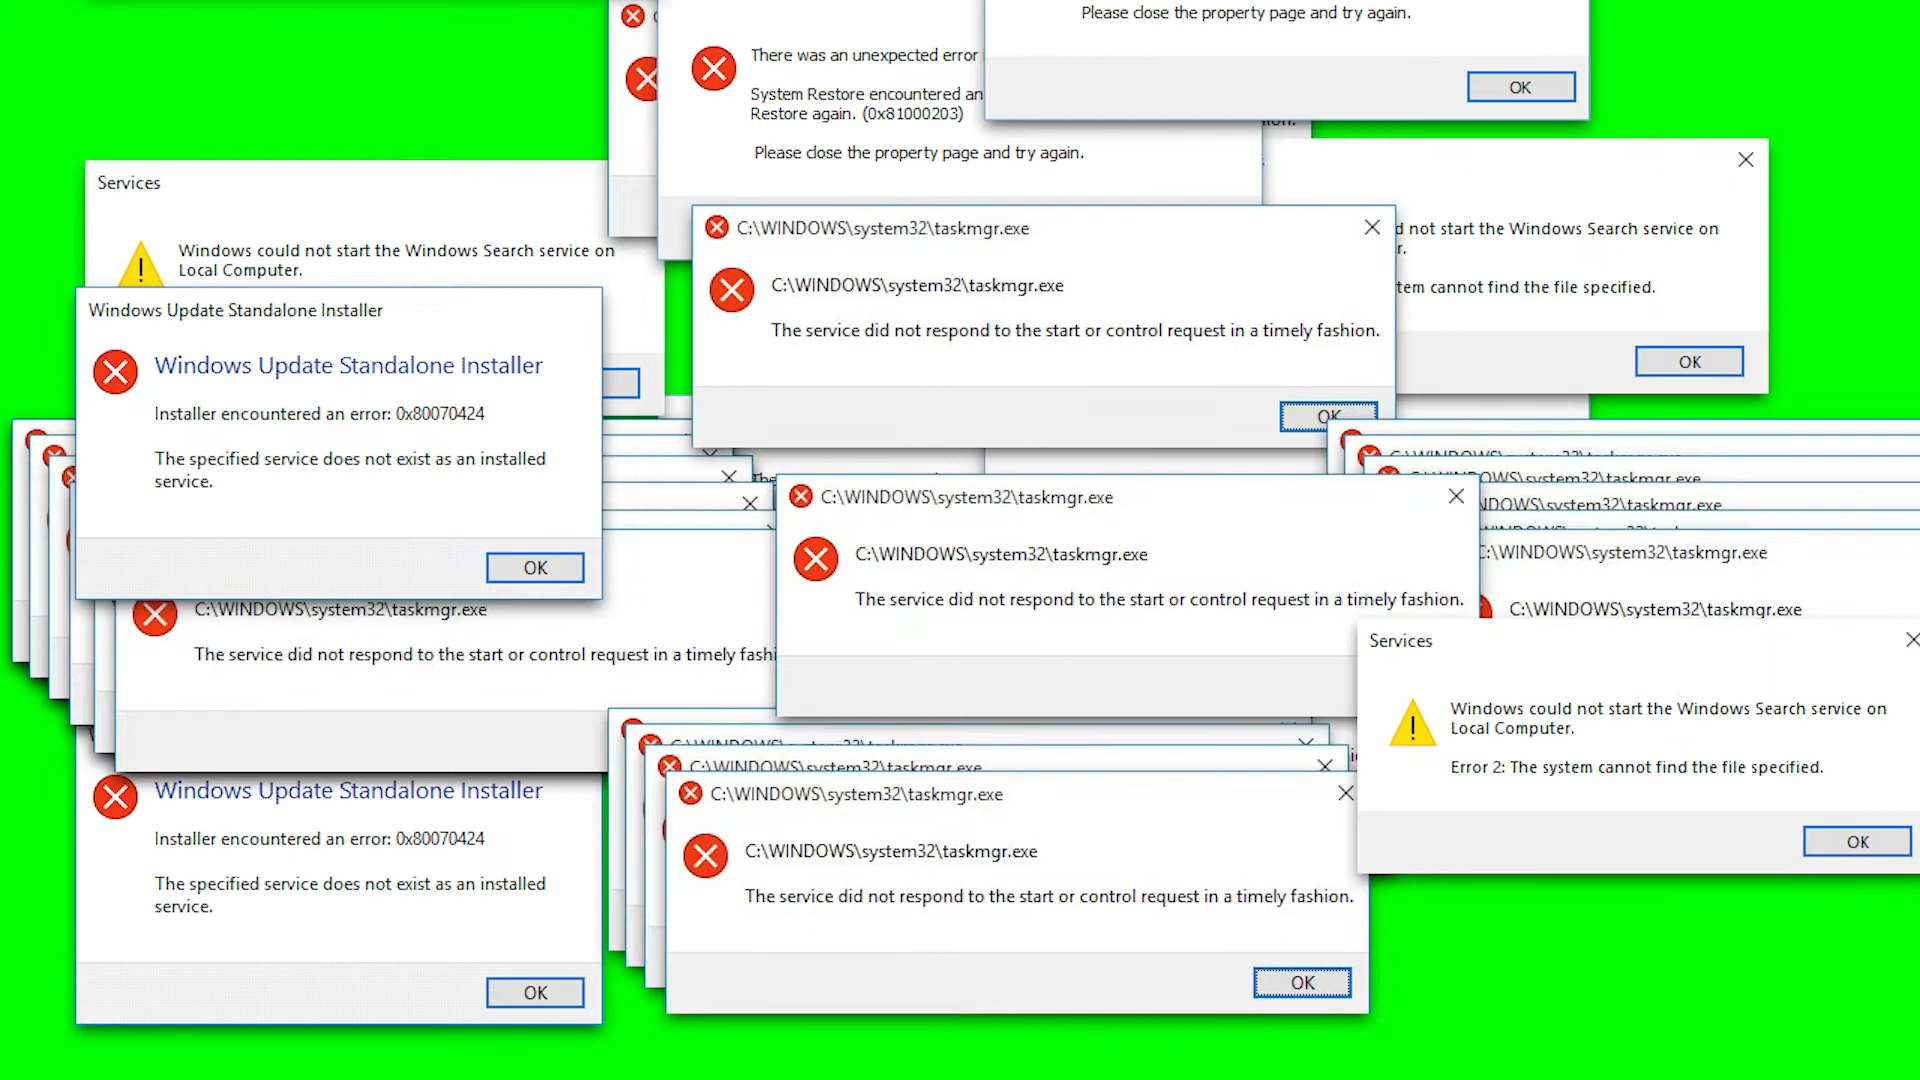 Please close the property page and try again.
OK
There was an unexpected error
System Restore encountered an
Restore again. (0x81000203)
Please close the property page and try again.
Services
Windows could not start the Windows Search service on
Local Computer.
not start the Windows Search service on
cannot find the file specified.
OK
C:\WINDOWS\system32\taskmgr.exe
C:\WINDOWS\system32\taskmgr.exe
The service did not respond to the start or control request in a timely fashion.
OK
Windows Update Standalone Installer
Windows Update Standalone Installer
Installer encountered an error: 0x80070424
The specified service does not exist as an installed
service.
OK
C:\WINDOWS\system32\taskmgr.exe
C:\WINDOWS\system32\taskmgr.exe
The service did not respond to the start or control request in a timely fashion.
C:\WINDOWS\system32\taskmgr.exe
\WINDOWS\system32\taskmgr.exe
C:\WINDOWS\system32\taskmgr.exe
C:\WINDOWS\system32\taskmgr.exe
C:\WINDOWS\system32\taskmgr.exe
The service did not respond to the start or control request in a timely
Services
Windows could not start the Windows Search service on
Local Computer.
Error 2: The system cannot find the file specified.
OK
Windows Update Standalone Installer
Installer encountered an error: 0x80070424
The specified service does not exist as an installed
service.
OK
C:\WINDOWS\system32\taskmgr.exe
C:\WINDOWS\system32\taskmgr.exe
C:\WINDOWS\system32\taskmgr.exe
The service did not respond to the start or control request in a timely fashion.
OK